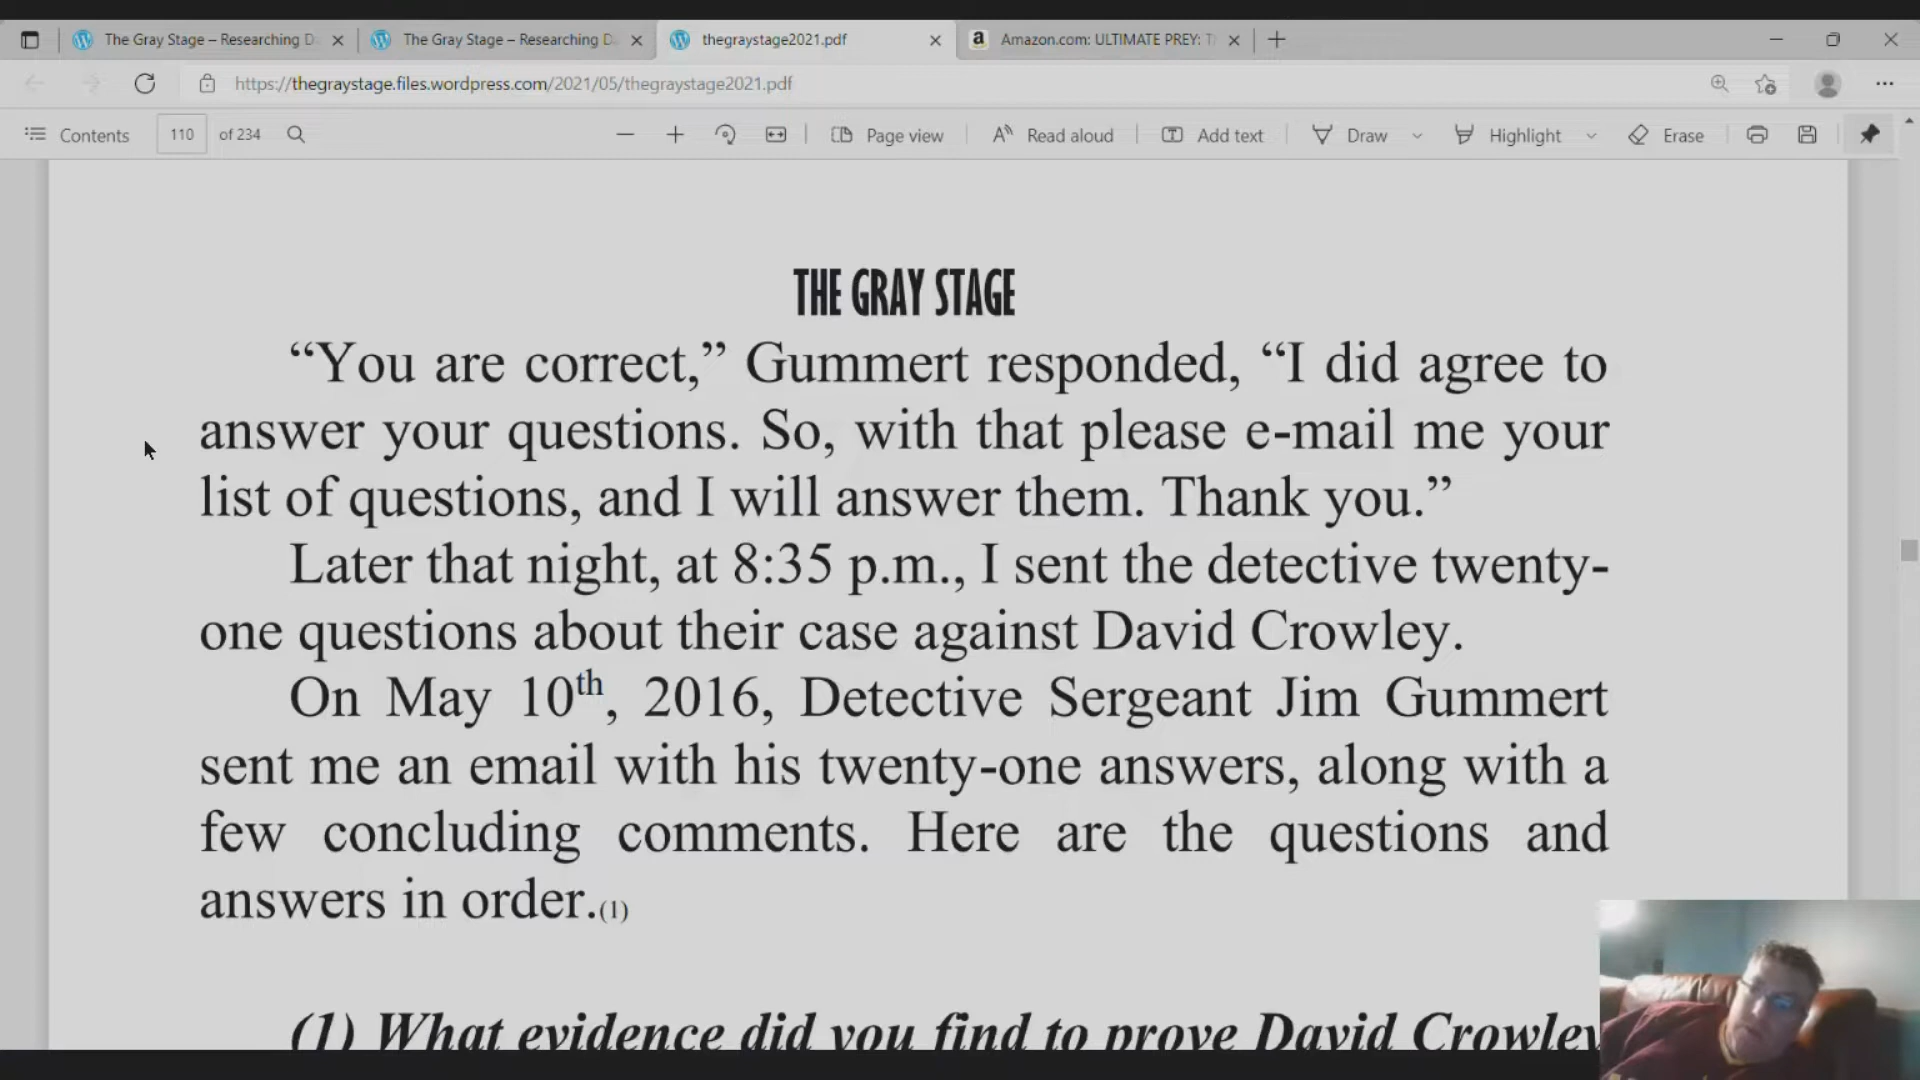 The Gray Stage – Researching D
The Gray Stage – Researching D
thegraystage2021.pdf
Amazon.com: ULTIMATE PREY: T
https://thegraystage.files.wordpress.com/2021/05/thegraystage2021.pdf
Contents 110 of 234 Page view Read aloud Add text Draw Highlight Erase
THE GRAY STAGE
“You are correct,” Gummert responded, “I did agree to
answer your questions. So, with that please e-mail me your
list of questions, and I will answer them. Thank you.”
Later that night, at 8:35 p.m., I sent the detective twenty-
one questions about their case against David Crowley.
On May 10th, 2016, Detective Sergeant Jim Gummert
sent me an email with his twenty-one answers, along with a
few concluding comments. Here are the questions and
answers in order.(1)
(1) What evidence did you find to prove David Crowley